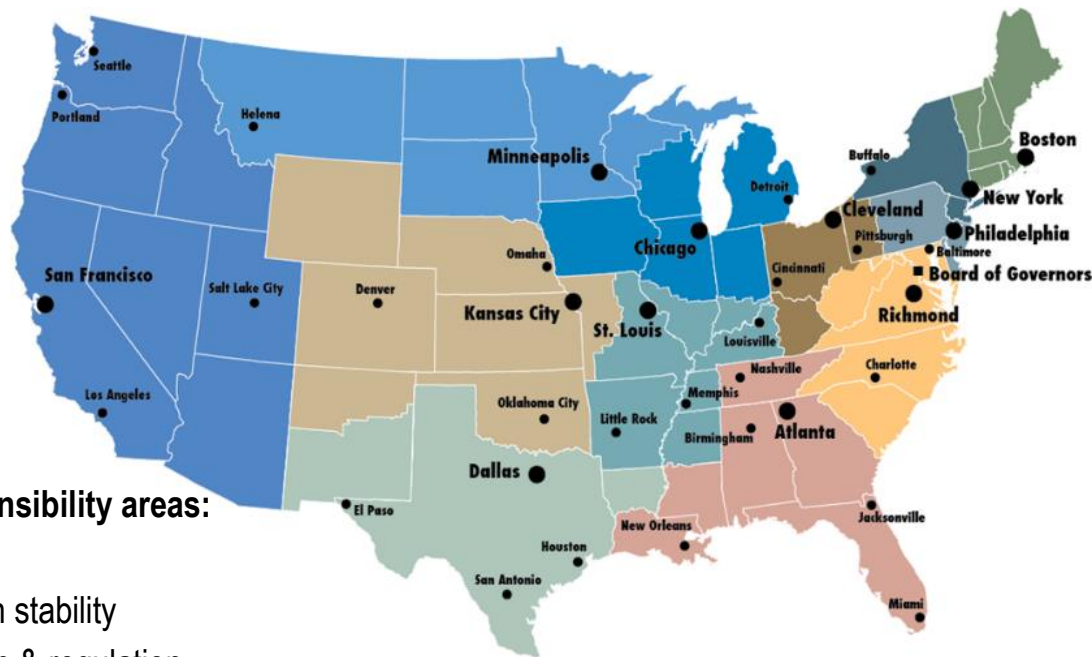 Seattle
Portland
Helena
Minneapolis
Buffalo
Boston
Detroit
New York
Cleveland
Philadelphia
Chicago
Pittsburgh
Baltimore
Omaha
Cincinnati
Board of Governors
San Francisco
Salt Lake City
Denver
Kansas City
St. Louis
Richmond
Louisville
Nashville
Charlotte
Los Angeles
Memphis
Oklahoma City
Little Rock
Birmingham
Atlanta
Dallas
nsibility areas:
El Paso
New Orleans
Jacksonville
Houston
San Antonio
Miami
n stability
& regulation